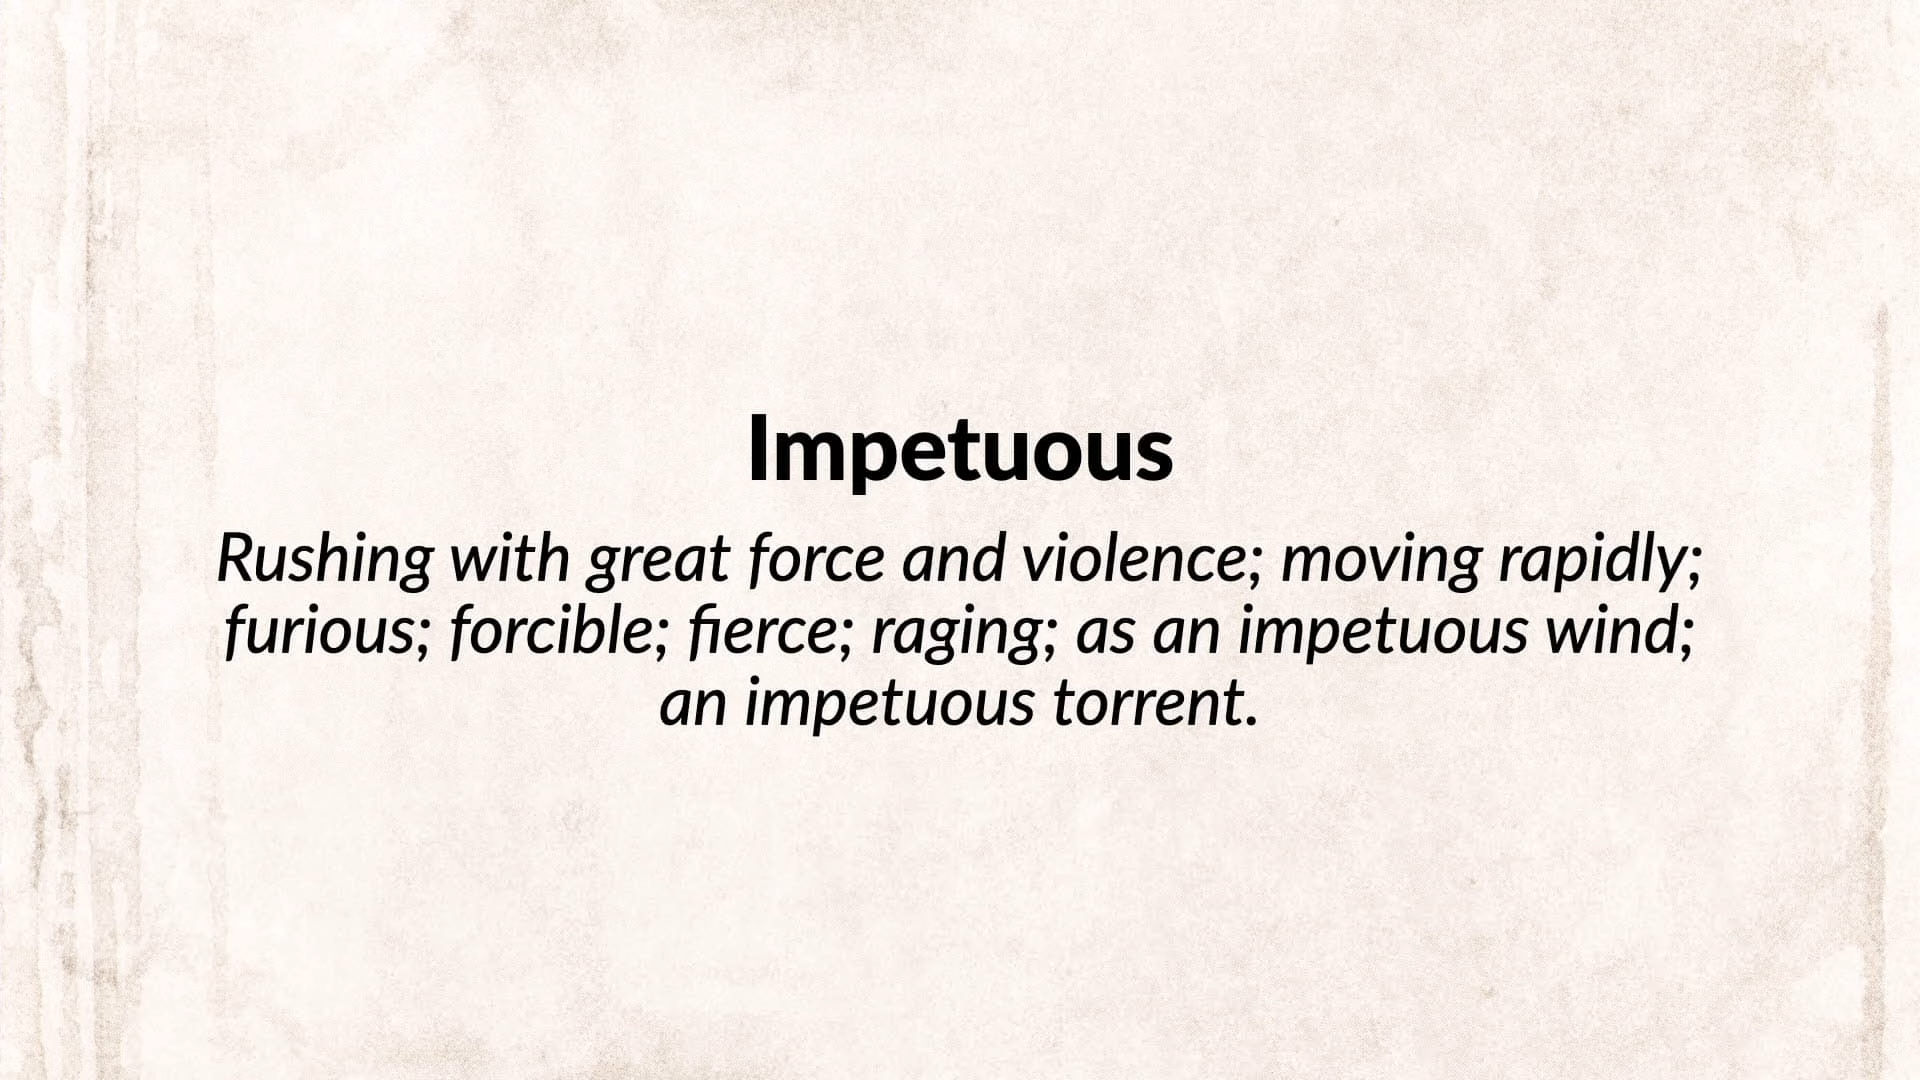 Impetuous
Rushing with great force and violence; moving rapidly;
furious; forcible; fierce; raging; as an impetuous wind;
an impetuous torrent.